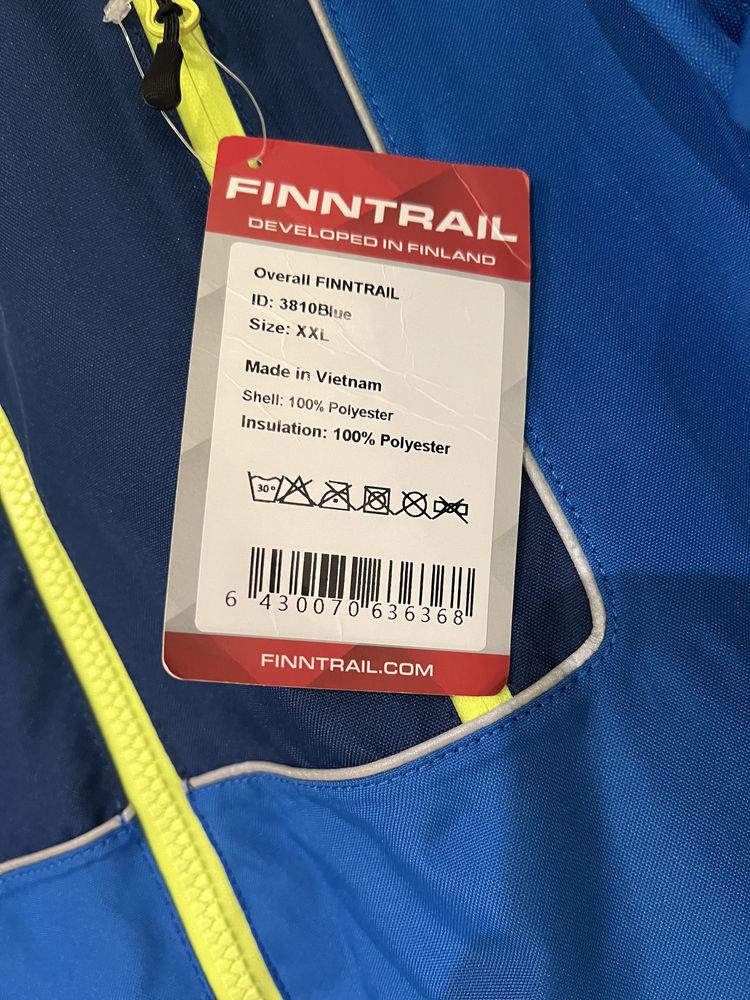 FINNTRAIL
DEVELOPED IN FINLAND
Overall FINNTRAIL
ID: 3810Blue
Size: XXL
Made in Vietnam
Shell: 100% Polyester
Insulation: 100% Polyester
30°
6 430070 636368
FINNTRAIL.COM